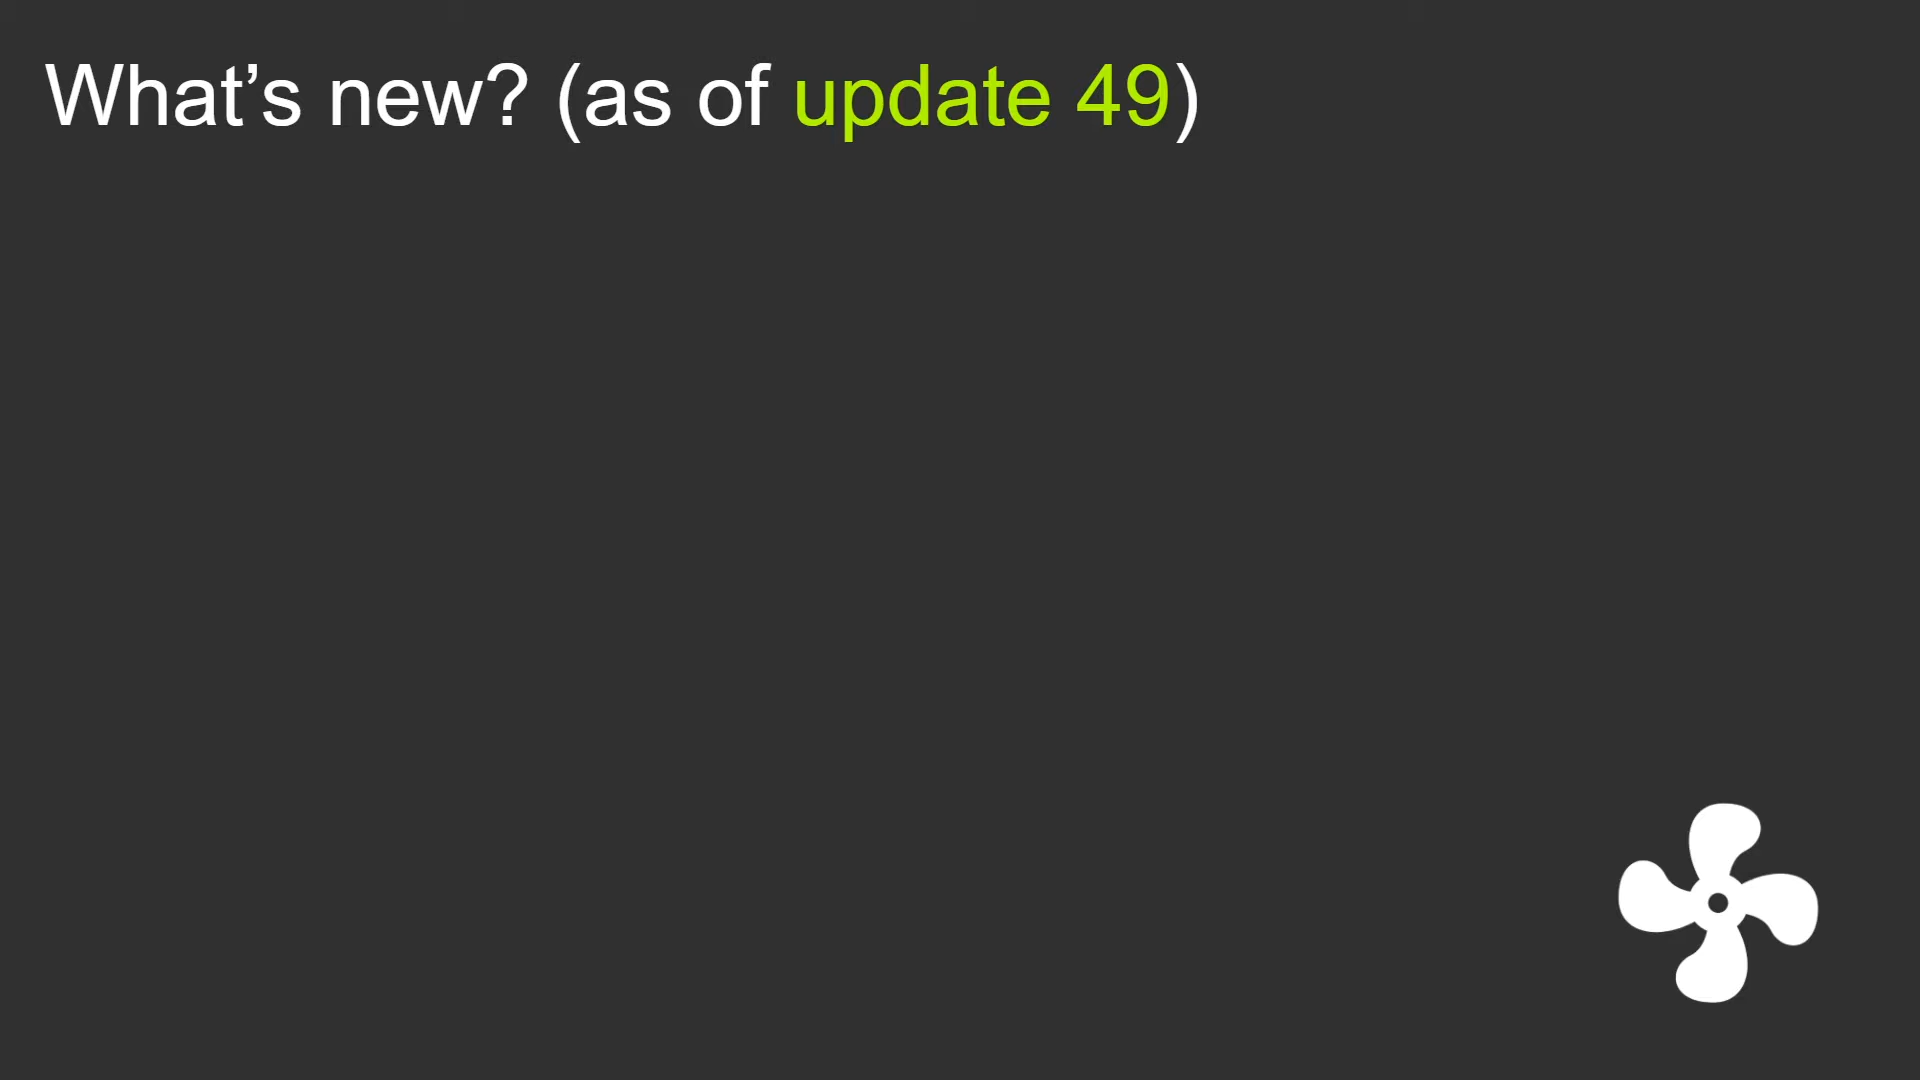 What’s new? (as of update 49)